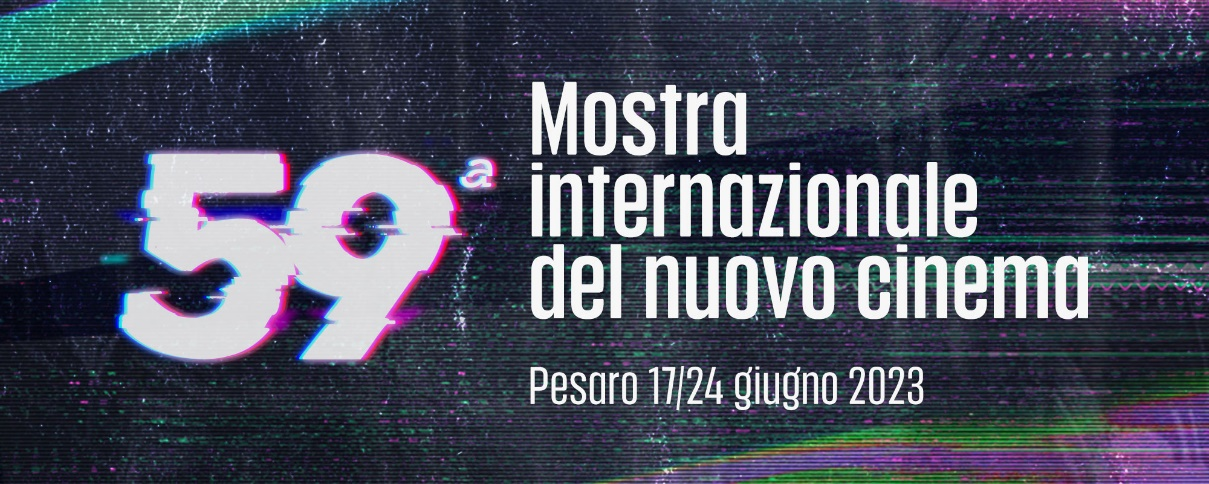 59ª
Mostra
internazionale
del nuovo cinema
Pesaro 17/24 giugno 2023